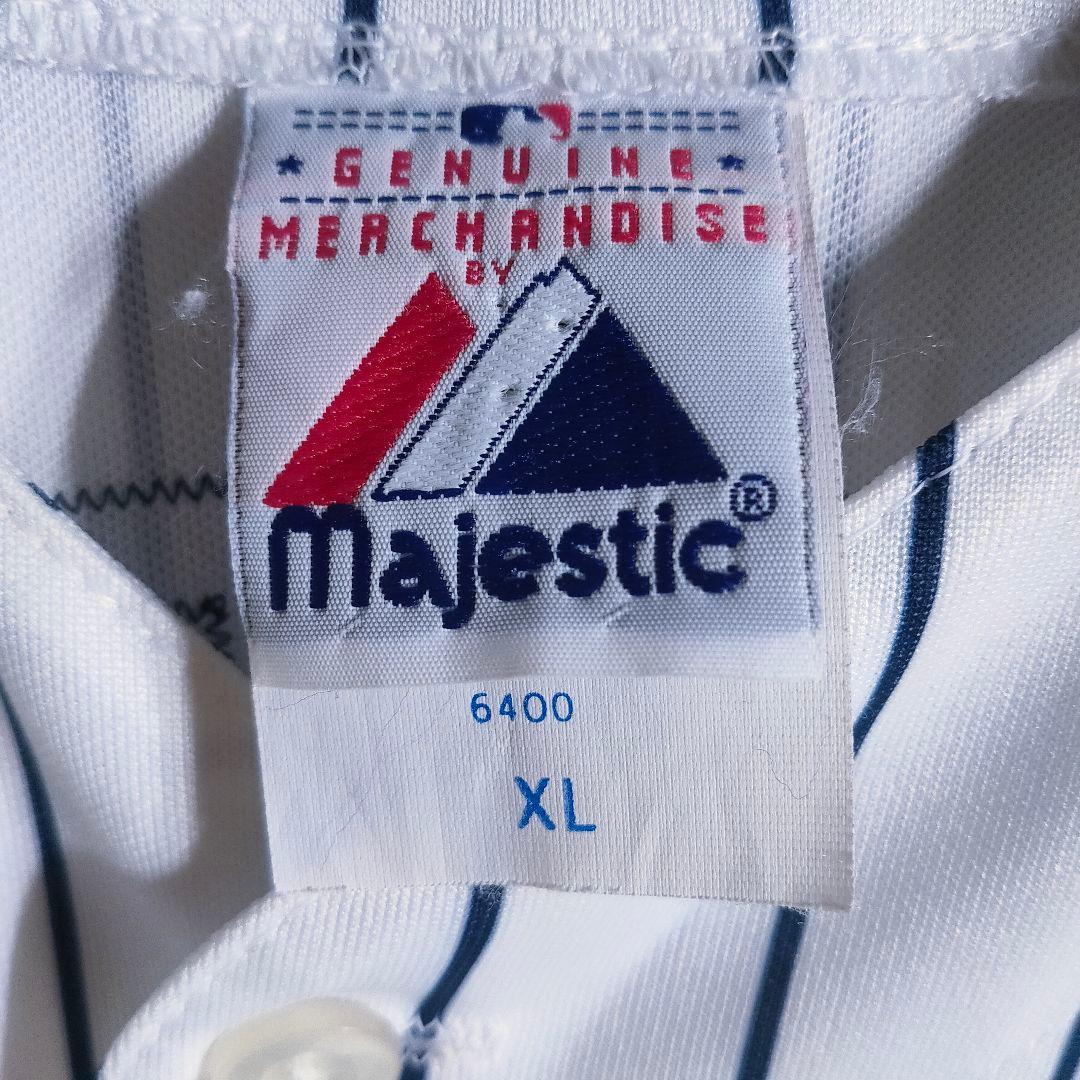 GENUINE
MERCHANDISE
BY
Majestic®
6400
XL